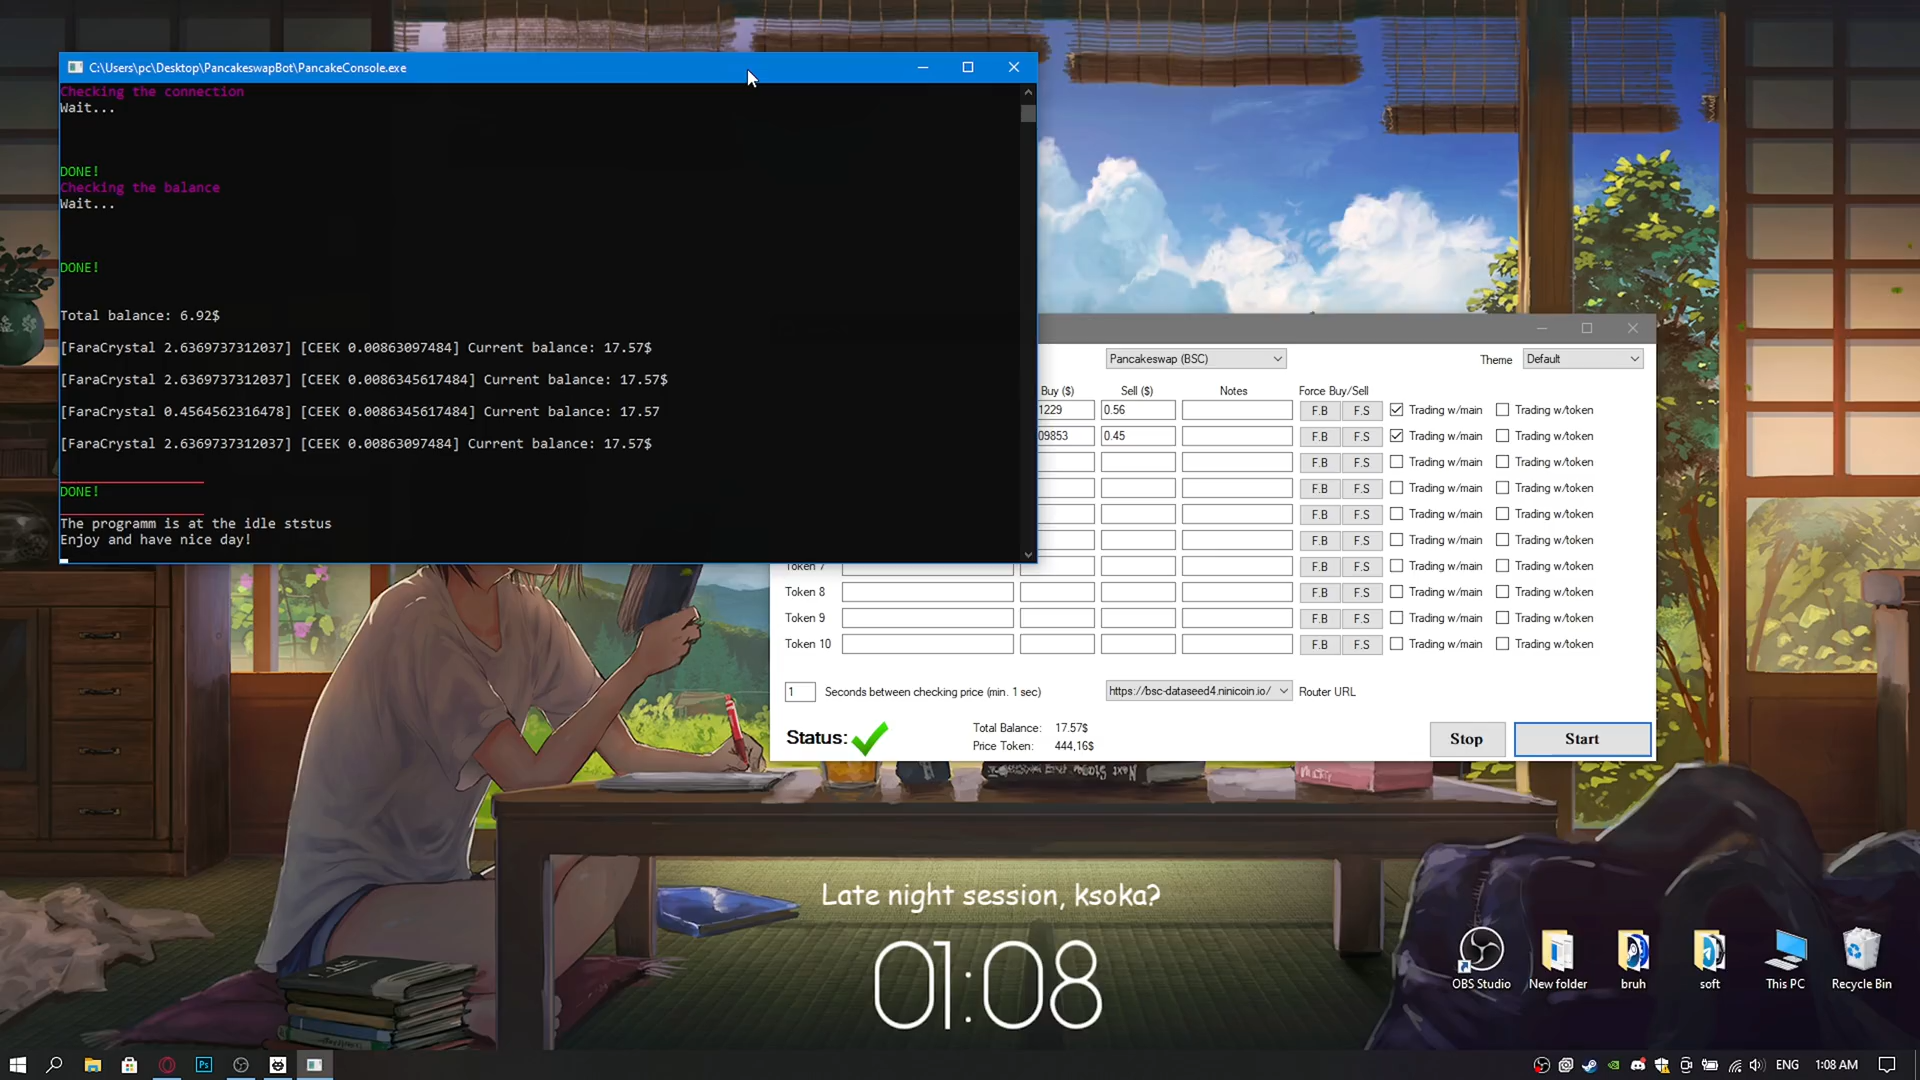 C:\Users\pc\Desktop\PancakeswapBot\PancakeConsole.exe
Checking the connection
Wait...
DONE!
Checking the balance
Wait...
DONE!
Total balance: 6.92$
[FaraCrystal 2.6369737312037] [CEEK 0.00863097484] Current balance: 17.57$
[FaraCrystal 2.6369737312037] [CEEK 0.0086345617484] Current balance: 17.57$
[FaraCrystal 0.4564562316478] [CEEK 0.0086345617484] Current balance: 17.57
[FaraCrystal 2.6369737312037] [CEEK 0.00863097484] Current balance: 17.57$
DONE!
The programm is at the idle ststus
Enjoy and have nice day!
Pancakeswap (BSC) Theme Default
Buy ($) Sell ($) Notes Force Buy/Sell
1229 0.56 F.B F.S Trading w/main Trading w/token
09853 0.45 F.B F.S Trading w/main Trading w/token
F.B F.S Trading w/main Trading w/token
F.B F.S Trading w/main Trading w/token
F.B F.S Trading w/main Trading w/token
F.B F.S Trading w/main Trading w/token
Token 7 F.B F.S Trading w/main Trading w/token
Token 8 F.B F.S Trading w/main Trading w/token
Token 9 F.B F.S Trading w/main Trading w/token
Token 10 F.B F.S Trading w/main Trading w/token
1 Seconds between checking price (min. 1 sec) https://bsc-dataseed4.ninicoin.io/ Router URL
Status: Total Balance: 17.57$
Price Token: 444,16$
Stop Start
Late night session, ksoka?
01:08
OBS Studio New folder bruh soft This PC Recycle Bin
Ps ENG 1:08 AM